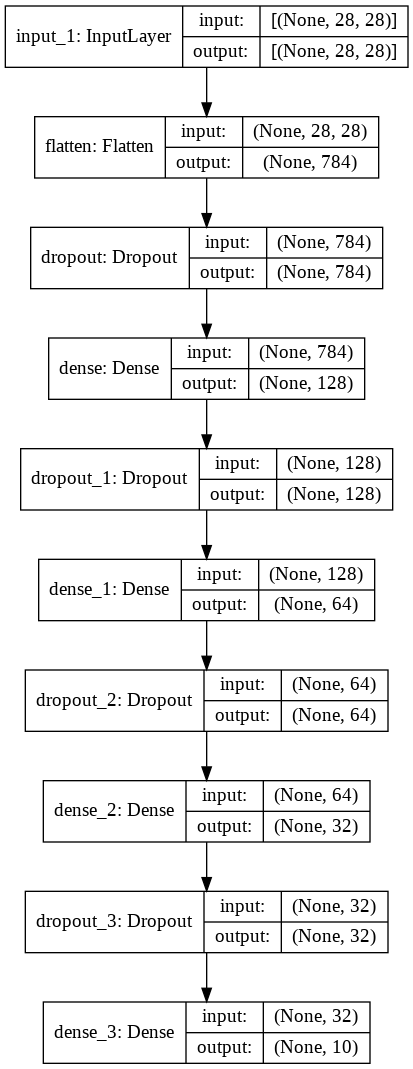 input_1: InputLayer
input: [(None, 28, 28)]
output: [(None, 28, 28)]
flatten: Flatten
input: (None, 28, 28)
output: (None, 784)
dropout: Dropout
input: (None, 784)
output: (None, 784)
dense: Dense
input: (None, 784)
output: (None, 128)
dropout_1: Dropout
input: (None, 128)
output: (None, 128)
dense_1: Dense
input: (None, 128)
output: (None, 64)
dropout_2: Dropout
input: (None, 64)
output: (None, 64)
dense_2: Dense
input: (None, 64)
output: (None, 32)
dropout_3: Dropout
input: (None, 32)
output: (None, 32)
dense_3: Dense
input: (None, 32)
output: (None, 10)